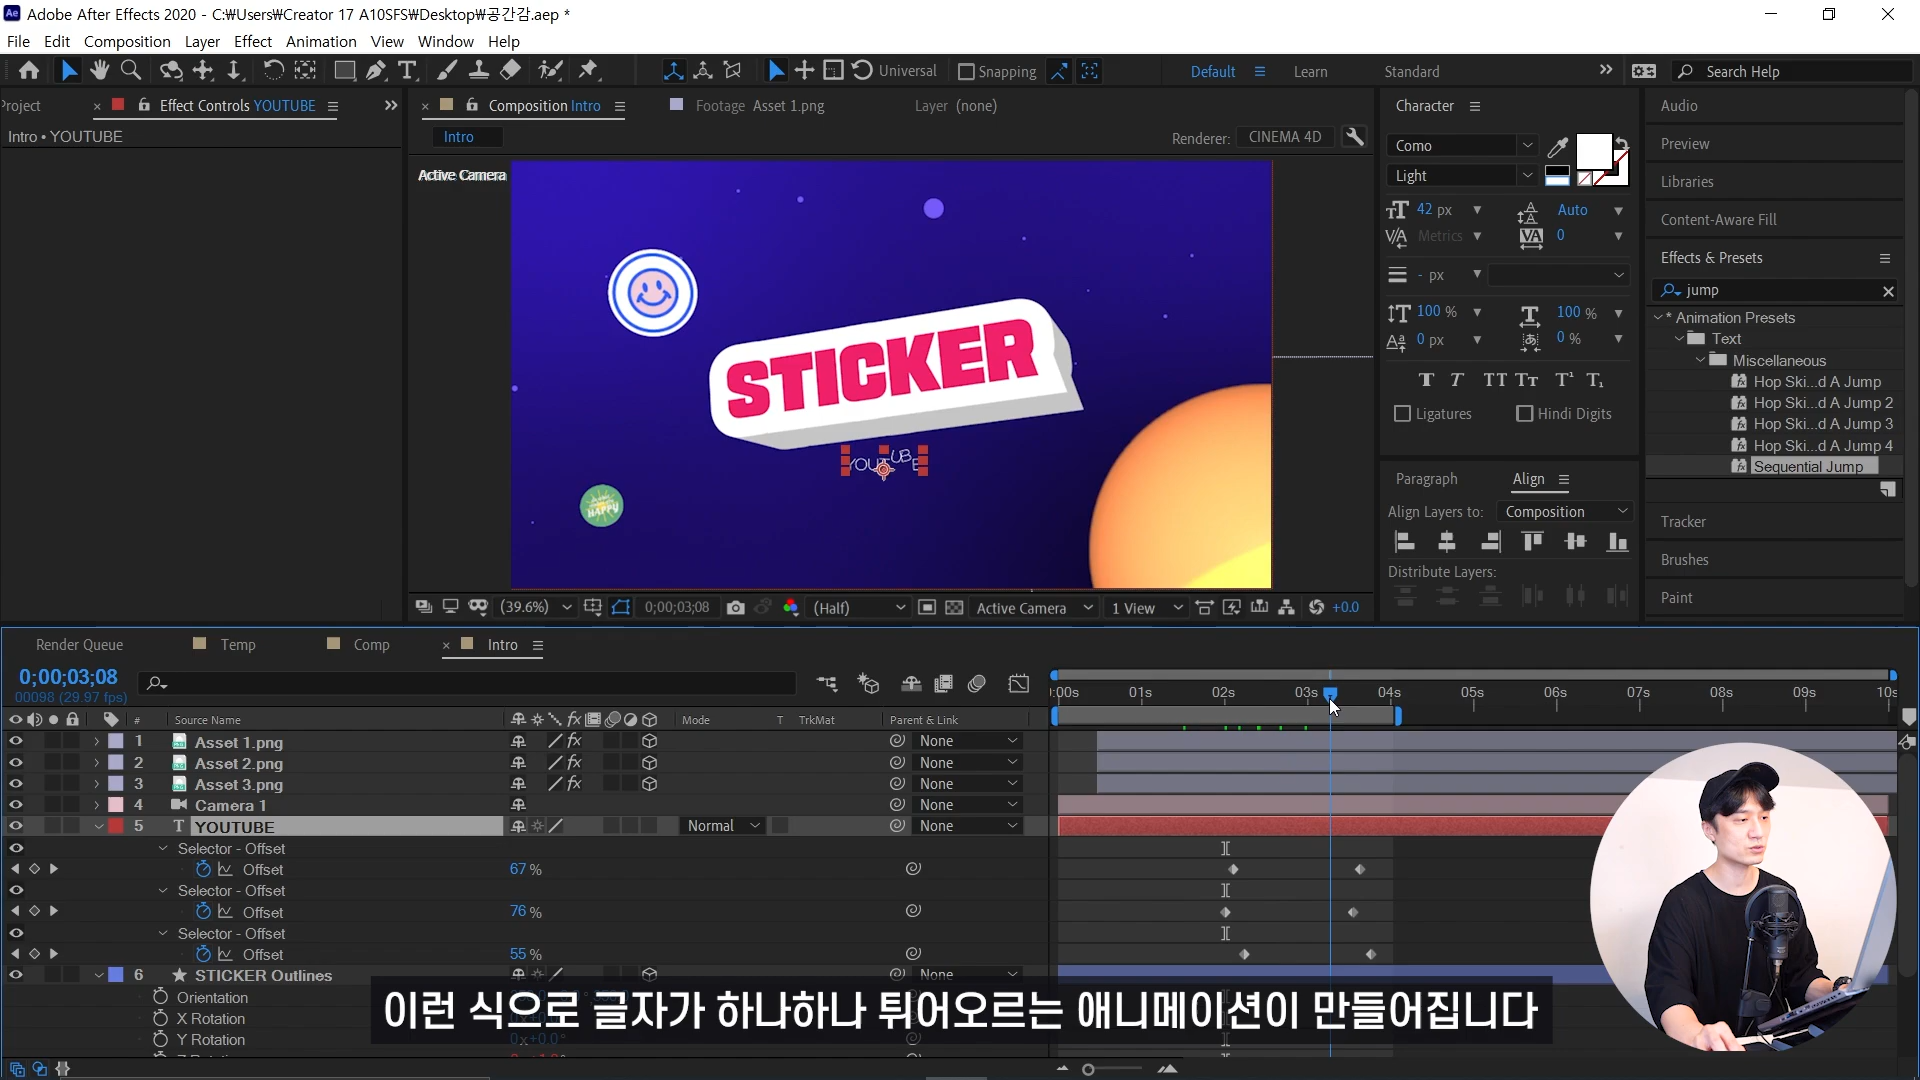 Adobe After Effects 2020 - C:₩Users₩Creator 17 A10SFS₩Desktop₩공간감.aep *
File Edit Composition Layer Effect Animation View Window Help
Universal Snapping Default Learn Standard Search Help
Project Effect Controls YOUTUBE
Intro • YOUTUBE
Composition Intro Footage Asset 1.png Layer (none)
Intro Renderer: CINEMA 4D
Active Camera
STICKER
YOUTUBE
HAPPY
(39.6%) 0;00;03;08 (Half) Active Camera 1 View +0.0
Character
Como
Light
42 px Auto
Metrics 0
- px
100 % 100 %
0 px 0 %
Ligatures Hindi Digits
Paragraph Align
Align Layers to: Composition
Distribute Layers:
Audio
Preview
Libraries
Content-Aware Fill
Effects & Presets
jump
* Animation Presets
Text
Miscellaneous
Hop Ski...d A Jump
Hop Ski...d A Jump 2
Hop Ski...d A Jump 3
Hop Ski...d A Jump 4
Sequential Jump
Tracker
Brushes
Paint
Render Queue Temp Comp Intro
0;00;03;08
00098 (29.97 fps)
:00s 01s 02s 03s 04s 05s 06s 07s 08s 09s 10s
# Source Name Mode T TrkMat Parent & Link
1 Asset 1.png None
2 Asset 2.png None
3 Asset 3.png None
4 Camera 1 None
5 T YOUTUBE Normal None
Selector - Offset
Offset 67 %
Selector - Offset
Offset 76 %
Selector - Offset
Offset 55 %
6 STICKER Outlines None
Orientation
X Rotation
Y Rotation
이런 식으로 글자가 하나하나 튀어오르는 애니메이션이 만들어집니다